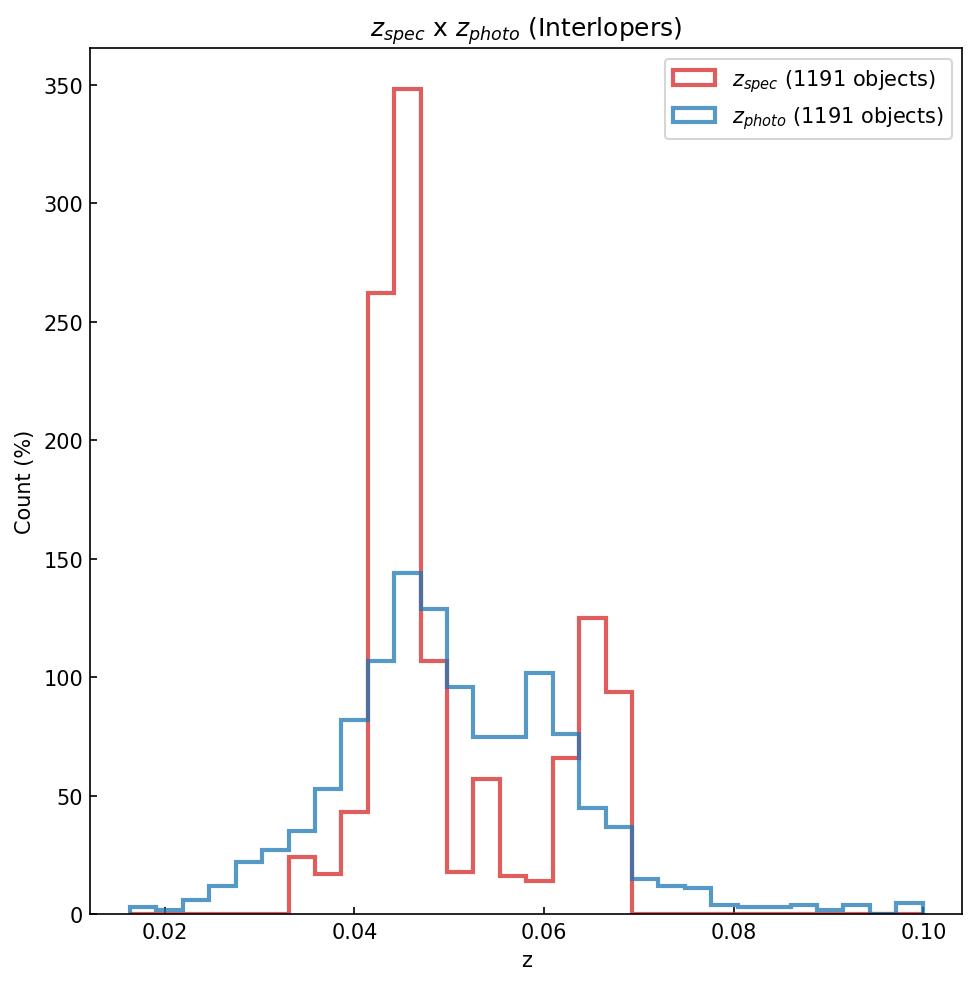 z_spec x z_photo (Interlopers)
z_spec (1191 objects)
z_photo (1191 objects)
Count (%)
350
300
250
200
150
100
50
0
0.02 0.04 0.06 0.08 0.10
z